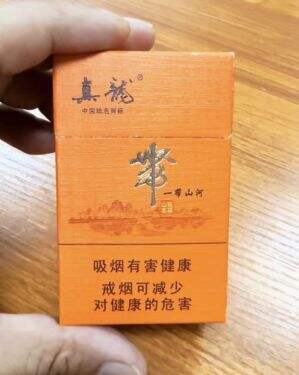 真龙®
中国驰名商标
带
一带山河
吸烟有害健康
戒烟可减少
对健康的危害